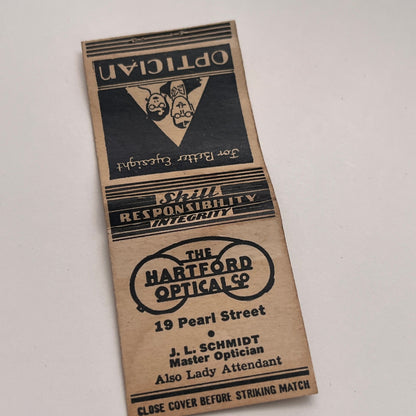 OPTICIAN
For Better Eyesight
Skill
RESPONSIBILITY
INTEGRITY
THE
HARTFORD
OPTICAL CO
19 Pearl Street
•
J. L. SCHMIDT
Master Optician
Also Lady Attendant
CLOSE COVER BEFORE STRIKING MATCH